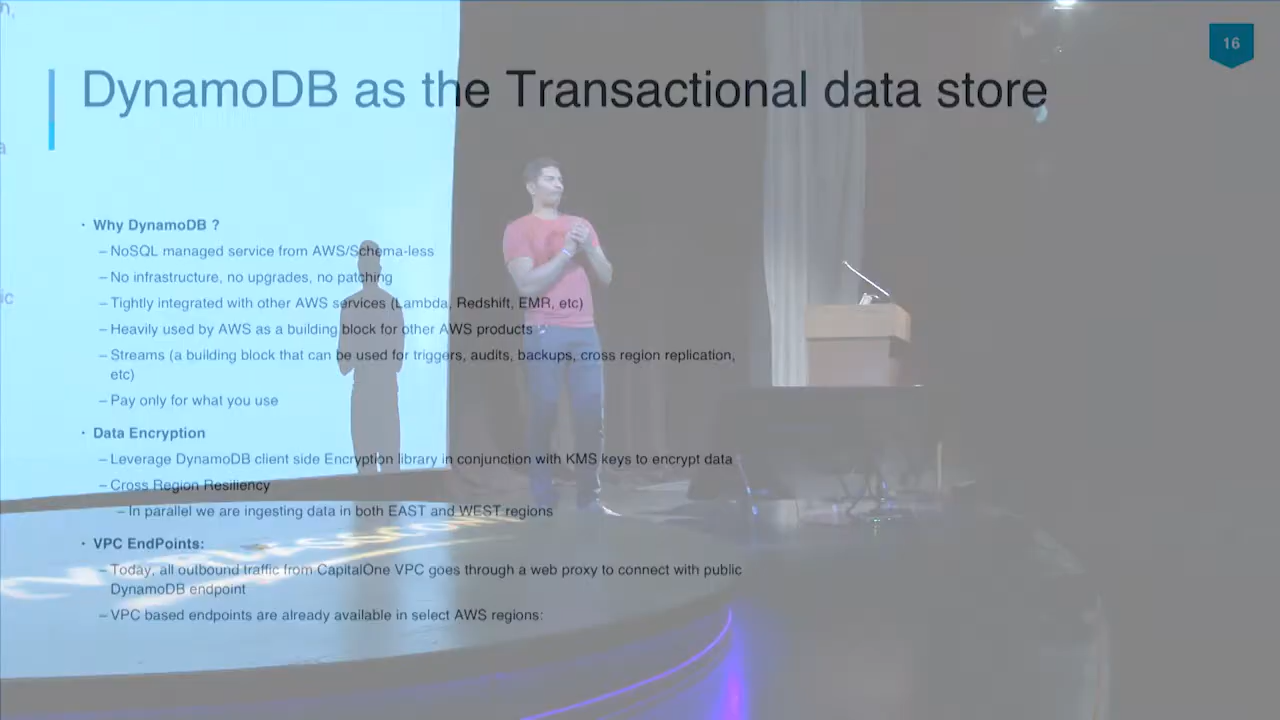 16
DynamoDB as the Transactional data store
· Why DynamoDB ?
– NoSQL managed service from AWS/Schema-less
– No infrastructure, no upgrades, no patching
– Tightly integrated with other AWS services (Lambda, Redshift, EMR, etc)
– Heavily used by AWS as a building block for other AWS products
– Streams (a building block that can be used for triggers, audits, backups, cross region replication,
etc)
– Pay only for what you use
· Data Encryption
– Leverage DynamoDB client side Encryption library in conjunction with KMS keys to encrypt data
– Cross Region Resiliency
– In parallel we are ingesting data in both EAST and WEST regions
· VPC EndPoints:
– Today, all outbound traffic from CapitalOne VPC goes through a web proxy to connect with public
DynamoDB endpoint
– VPC based endpoints are already available in select AWS regions: